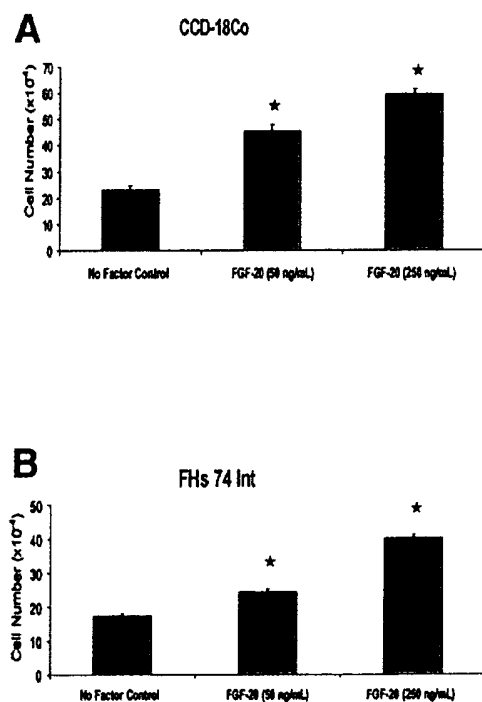 A
CCD-18Co
Cell Number (x10⁻⁴)
70
60
50
40
30
20
10
0
★
★
No Factor Control
FGF-20 (50 ng/mL)
FGF-20 (250 ng/mL)
B
FHs 74 Int
Cell Number (x10⁻⁴)
50
40
30
20
10
0
★
★
No Factor Control
FGF-20 (50 ng/mL)
FGF-20 (250 ng/mL)